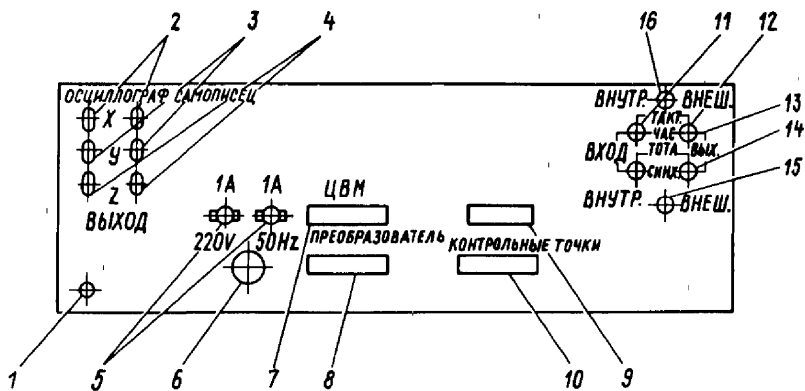 2 3 4 16 11 12
ОСЦИЛЛОГРАФ САМОПИСЕЦ
X
У
Z
ВЫХОД
1А 1А
220V 50Hz
ЦВМ
ПРЕОБРАЗОВАТЕЛЬ
КОНТРОЛЬНЫЕ ТОЧКИ
ВНУТР. ВНЕШ.
13
ТАКТ.
ЧАС
14
ВХОД ТОТА ВЫХ.
15
СИНХ.
ВНУТР. ВНЕШ.
1 5 6 7 8 10 9